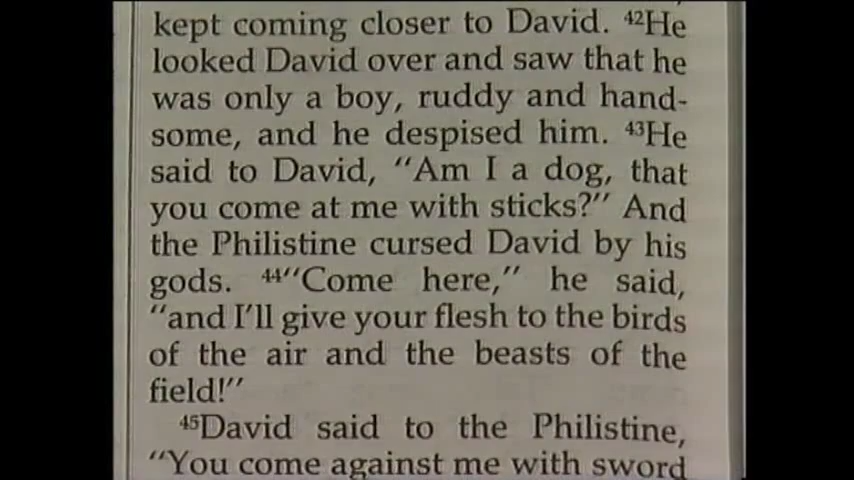 kept coming closer to David. ⁴²He
looked David over and saw that he
was only a boy, ruddy and hand-
some, and he despised him. ⁴³He
said to David, “Am I a dog, that
you come at me with sticks?” And
the Philistine cursed David by his
gods. ⁴⁴“Come here,” he said,
“and I’ll give your flesh to the birds
of the air and the beasts of the
field!”
⁴⁵David said to the Philistine,
“You come against me with sword